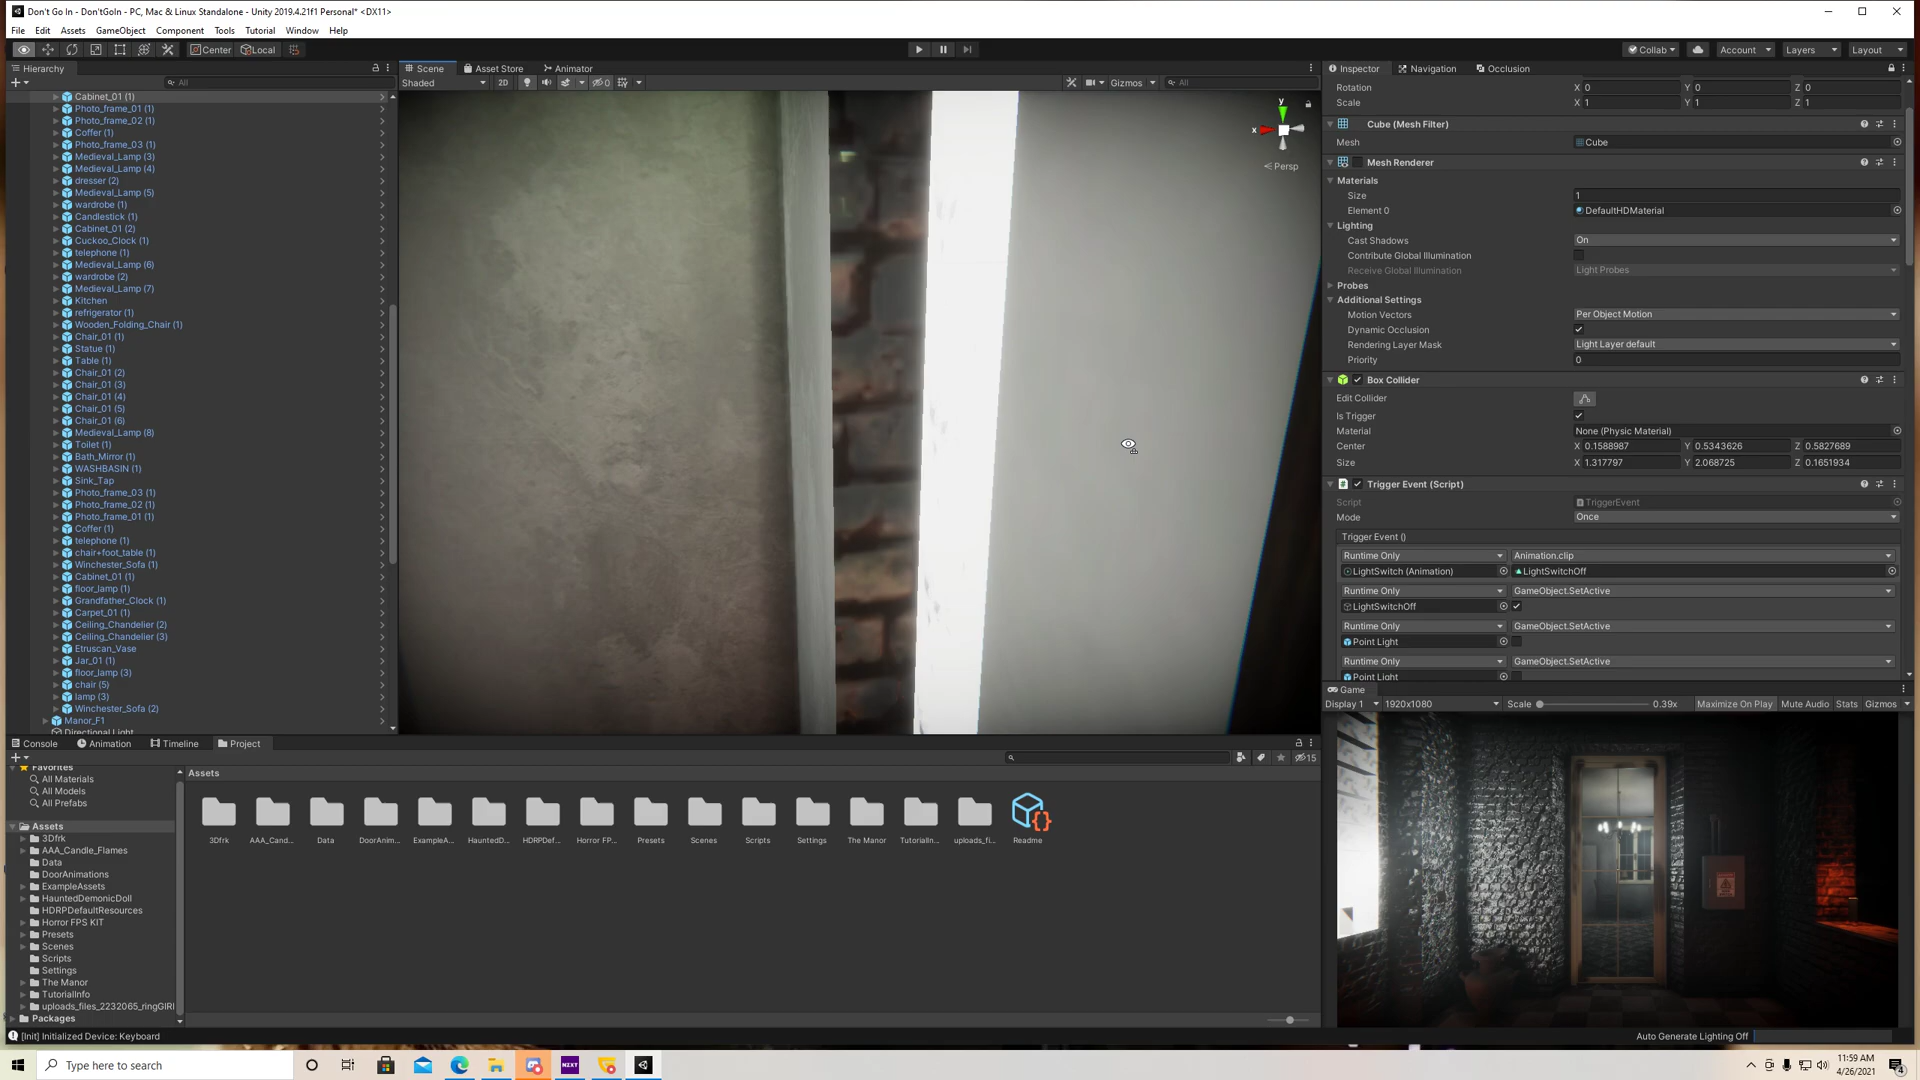 Don't Go In - Don'tGoIn - PC, Mac & Linux Standalone - Unity 2019.4.21f1 Personal* <DX11>
File Edit Assets GameObject Component Tools Tutorial Window Help
Center Local Collab Account Layers Layout
Hierarchy
All
Cabinet_01 (1)
Photo_frame_01 (1)
Photo_frame_02 (1)
Coffer (1)
Photo_frame_03 (1)
Medieval_Lamp (3)
Medieval_Lamp (4)
dresser (2)
Medieval_Lamp (5)
wardrobe (1)
Candlestick (1)
Cabinet_01 (2)
Cuckoo_Clock (1)
telephone (1)
Medieval_Lamp (6)
wardrobe (2)
Medieval_Lamp (7)
Kitchen
refrigerator (1)
Wooden_Folding_Chair (1)
Chair_01 (1)
Statue (1)
Table (1)
Chair_01 (2)
Chair_01 (3)
Chair_01 (4)
Chair_01 (5)
Chair_01 (6)
Medieval_Lamp (8)
Toilet (1)
Bath_Mirror (1)
WASHBASIN (1)
Sink_Tap
Photo_frame_03 (1)
Photo_frame_02 (1)
Photo_frame_01 (1)
Coffer (1)
telephone (1)
chair+foot_table (1)
Winchester_Sofa (1)
Cabinet_01 (1)
floor_lamp (1)
Grandfather_Clock (1)
Carpet_01 (1)
Ceiling_Chandelier (2)
Ceiling_Chandelier (3)
Etruscan_Vase
Jar_01 (1)
floor_lamp (3)
chair (5)
lamp (3)
Winchester_Sofa (2)
Manor_F1
Directional Light
Scene Asset Store Animator
Shaded 2D 0 Gizmos All
y
x
Persp
Inspector Navigation Occlusion
Rotation X 0 Y 0 Z 0
Scale X 1 Y 1 Z 1
Cube (Mesh Filter)
Mesh Cube
Mesh Renderer
Materials
Size 1
Element 0 DefaultHDMaterial
Lighting
Cast Shadows On
Contribute Global Illumination
Receive Global Illumination Light Probes
Probes
Additional Settings
Motion Vectors Per Object Motion
Dynamic Occlusion
Rendering Layer Mask Light Layer default
Priority 0
Box Collider
Edit Collider
Is Trigger
Material None (Physic Material)
Center X 0.1588987 Y 0.5343626 Z 0.5827689
Size X 1.317797 Y 2.068725 Z 0.1651934
Trigger Event (Script)
Script TriggerEvent
Mode Once
Trigger Event ()
Runtime Only Animation.clip
LightSwitch (Animation) LightSwitchOff
Runtime Only GameObject.SetActive
LightSwitchOff
Runtime Only GameObject.SetActive
Point Light
Runtime Only GameObject.SetActive
Point Light
Game
Display 1 1920x1080 Scale 0.39x Maximize On Play Mute Audio Stats Gizmos
Console Animation Timeline Project
15
Favorites
All Materials
All Models
All Prefabs
Assets
3Dfrk
AAA_Candle_Flames
Data
DoorAnimations
ExampleAssets
HauntedDemonicDoll
HDRPDefaultResources
Horror FPS KIT
Presets
Scenes
Scripts
Settings
The Manor
TutorialInfo
uploads_files_2232065_ringGIRl
Packages
Assets
3Dfrk AAA_Cand... Data DoorAnim... ExampleA... HauntedD... HDRPDef... Horror FP... Presets Scenes Scripts Settings The Manor TutorialIn... uploads_fi... Readme
[Init] Initialized Device: Keyboard
Auto Generate Lighting Off
Type here to search
NZXT
11:59 AM
4/26/2021
4